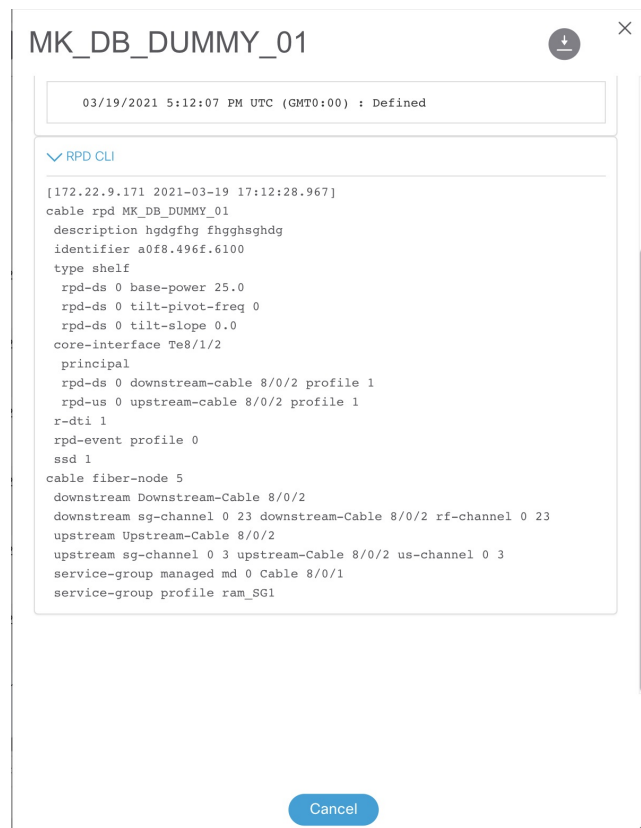 MK_DB_DUMMY_01
03/19/2021 5:12:07 PM UTC (GMT0:00) : Defined
RPD CLI
[172.22.9.171 2021-03-19 17:12:28.967]
cable rpd MK_DB_DUMMY_01
description hgdgfhg fhgghsghdg
identifier a0f8.496f.6100
type shelf
rpd-ds 0 base-power 25.0
rpd-ds 0 tilt-pivot-freq 0
rpd-ds 0 tilt-slope 0.0
core-interface Te8/1/2
principal
rpd-ds 0 downstream-cable 8/0/2 profile 1
rpd-us 0 upstream-cable 8/0/2 profile 1
r-dti 1
rpd-event profile 0
ssd 1
cable fiber-node 5
downstream Downstream-Cable 8/0/2
downstream sg-channel 0 23 downstream-Cable 8/0/2 rf-channel 0 23
upstream Upstream-Cable 8/0/2
upstream sg-channel 0 3 upstream-Cable 8/0/2 us-channel 0 3
service-group managed md 0 Cable 8/0/1
service-group profile ram_SG1
Cancel